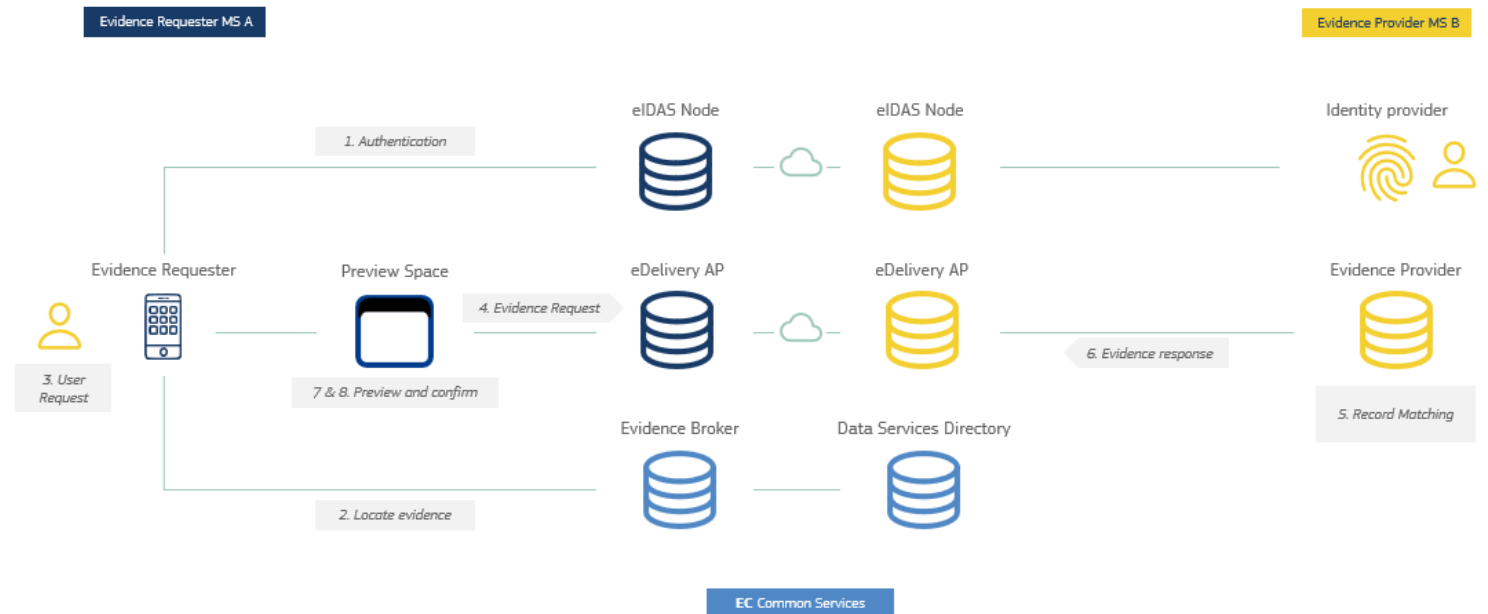 Evidence Requester MS A
Evidence Provider MS B
eIDAS Node
eIDAS Node
Identity provider
1. Authentication
Evidence Requester
Preview Space
eDelivery AP
eDelivery AP
Evidence Provider
4. Evidence Request
6. Evidence response
3. User
Request
7 & 8. Preview and confirm
5. Record Matching
Evidence Broker
Data Services Directory
2. Locate evidence
EC Common Services